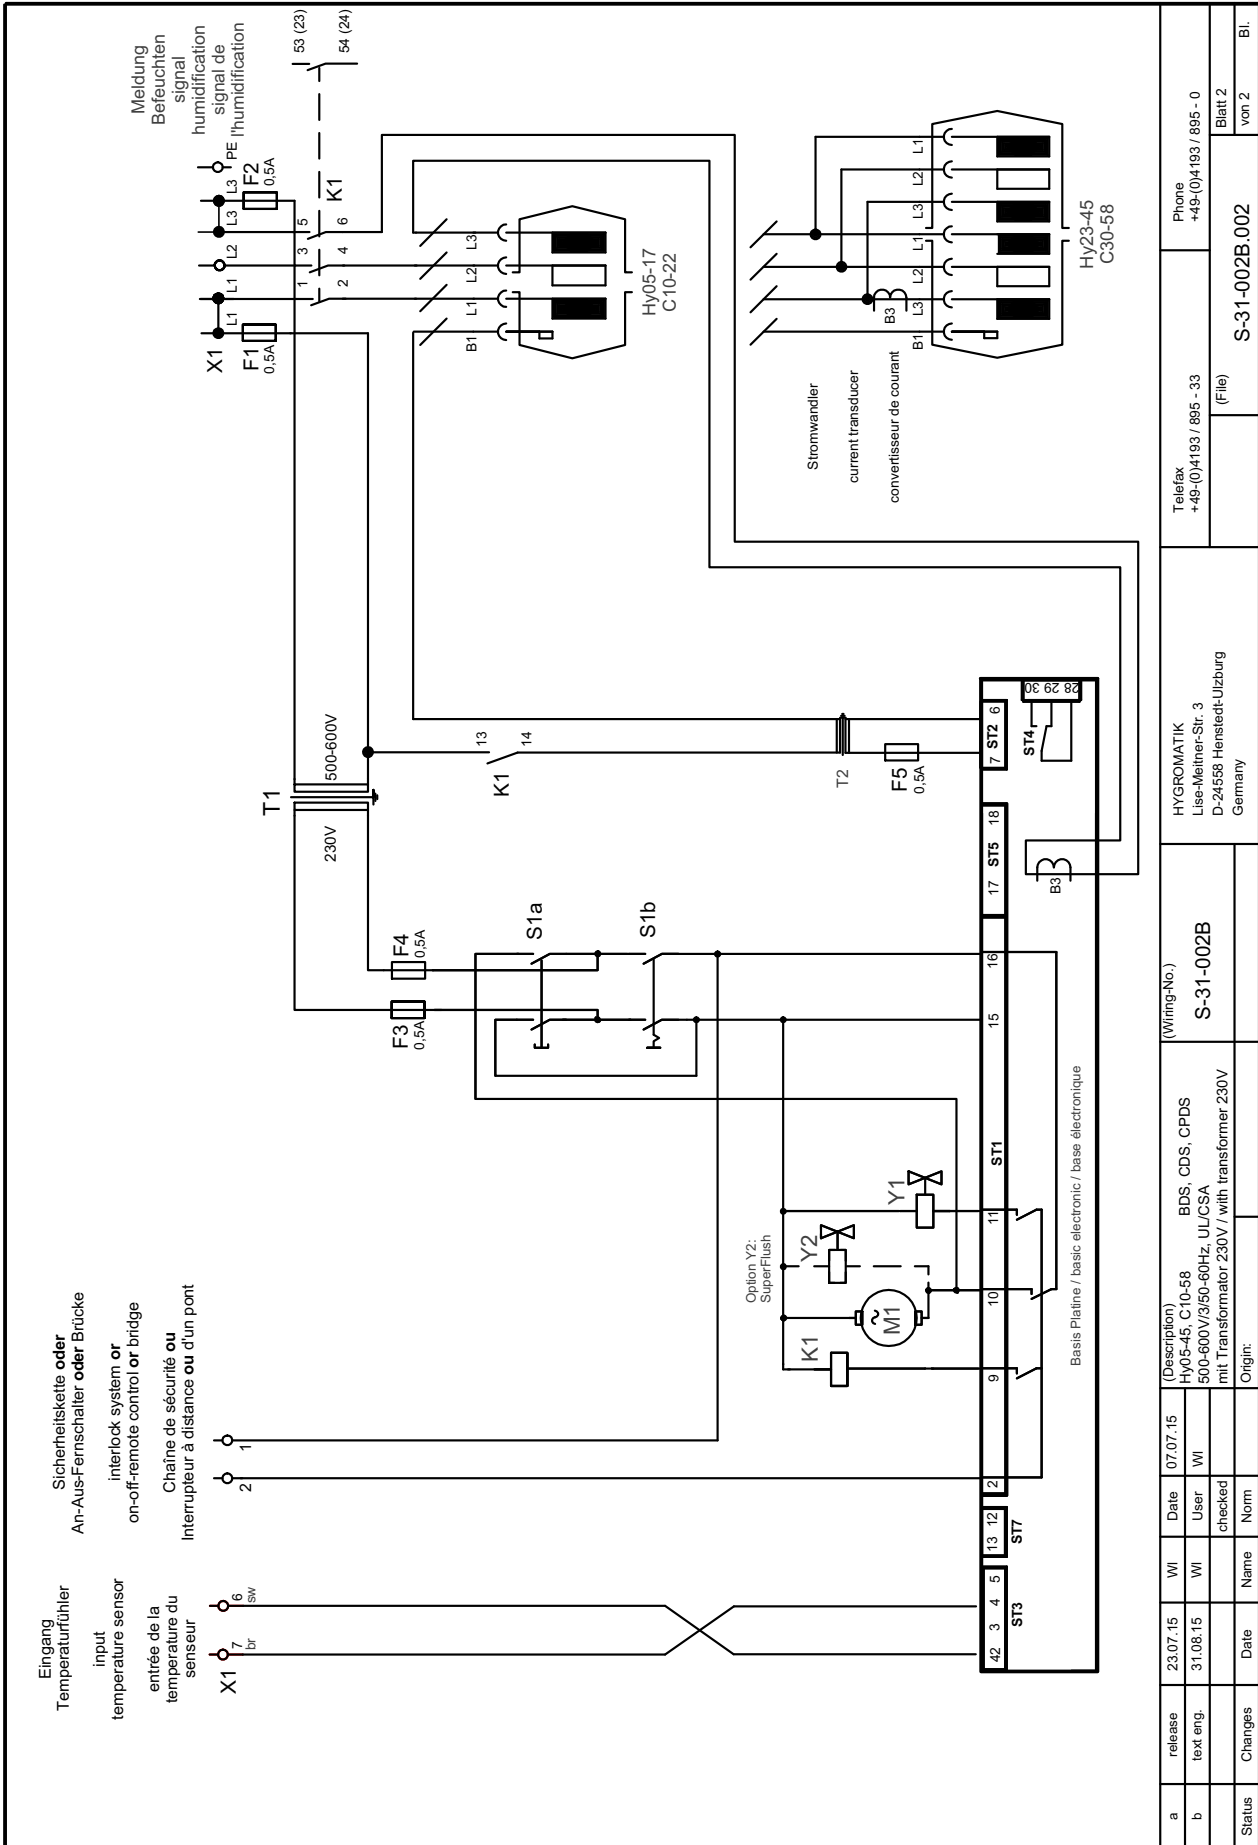 Eingang
Temperaturfühler
input
temperature sensor
entrée de la
temperature du
senseur
X1
7
br
6
sw
Sicherheitskette oder
An-Aus-Fernschalter oder Brücke
interlock system or
on-off-remote control or bridge
Chaîne de sécurité ou
Interrupteur à distance ou d'un pont
2
1
T1
230V
500-600V
X1
L1
L1
L2
L3
L3
PE
F1
0,5A
F2
0,5A
Meldung
Befeuchten
signal
humidification
signal de
l'humidification
53 (23)
54 (24)
1
3
5
2
4
6
K1
F3
0,5A
F4
0,5A
S1a
S1b
K1
13
14
B1
L1
L2
L3
Hy05-17
C10-22
Option Y2:
SuperFlush
K1
M1
~
Y2
Y1
T2
F5
0,5A
Stromwandler
current transducer
convertisseur de courant
B3
B1
L3
L2
L1
L3
L2
L1
Hy23-45
C30-58
42 3 4 5
ST3
13 12
ST7
2
9
10
11
ST1
15
16
17 ST5 18
7 ST2 6
ST4
28 29 30
B3
Basis Platine / basic electronic / base électronique
a
release
23.07.15
WI
Date
07.07.15
b
text eng.
31.08.15
WI
User
WI
checked
Status
Changes
Date
Name
Norm
(Description)
Hy05-45, C10-58 BDS, CDS, CPDS
500-600V/3/50-60Hz, UL/CSA
mit Transformator 230V / with transformer 230V
Origin:
(Wiring-No.)
S-31-002B
HYGROMATIK
Lise-Meitner-Str. 3
D-24558 Henstedt-Ulzburg
Germany
Telefax
+49-(0)4193 / 895 - 33
Phone
+49-(0)4193 / 895 - 0
(File)
S-31-002B.002
Blatt 2
von 2 Bl.